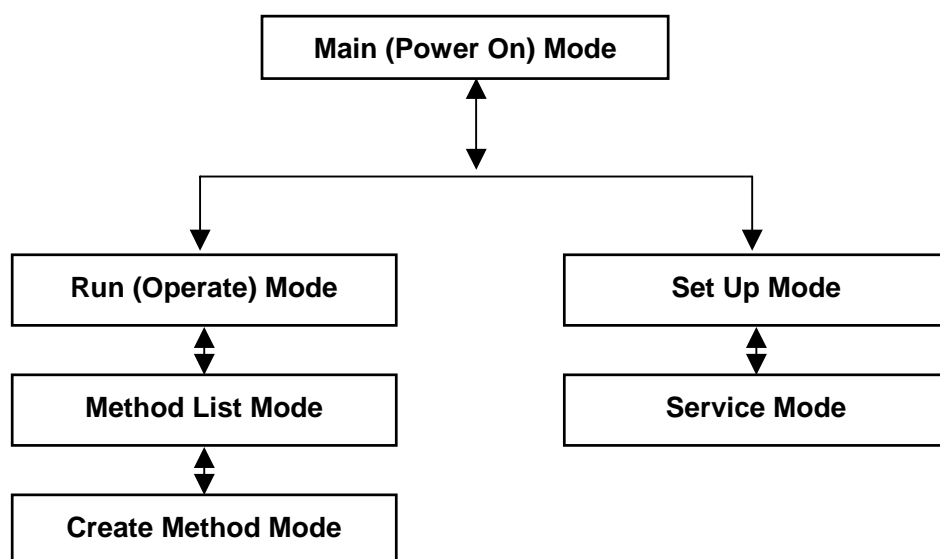 Main (Power On) Mode
Run (Operate) Mode
Set Up Mode
Method List Mode
Service Mode
Create Method Mode